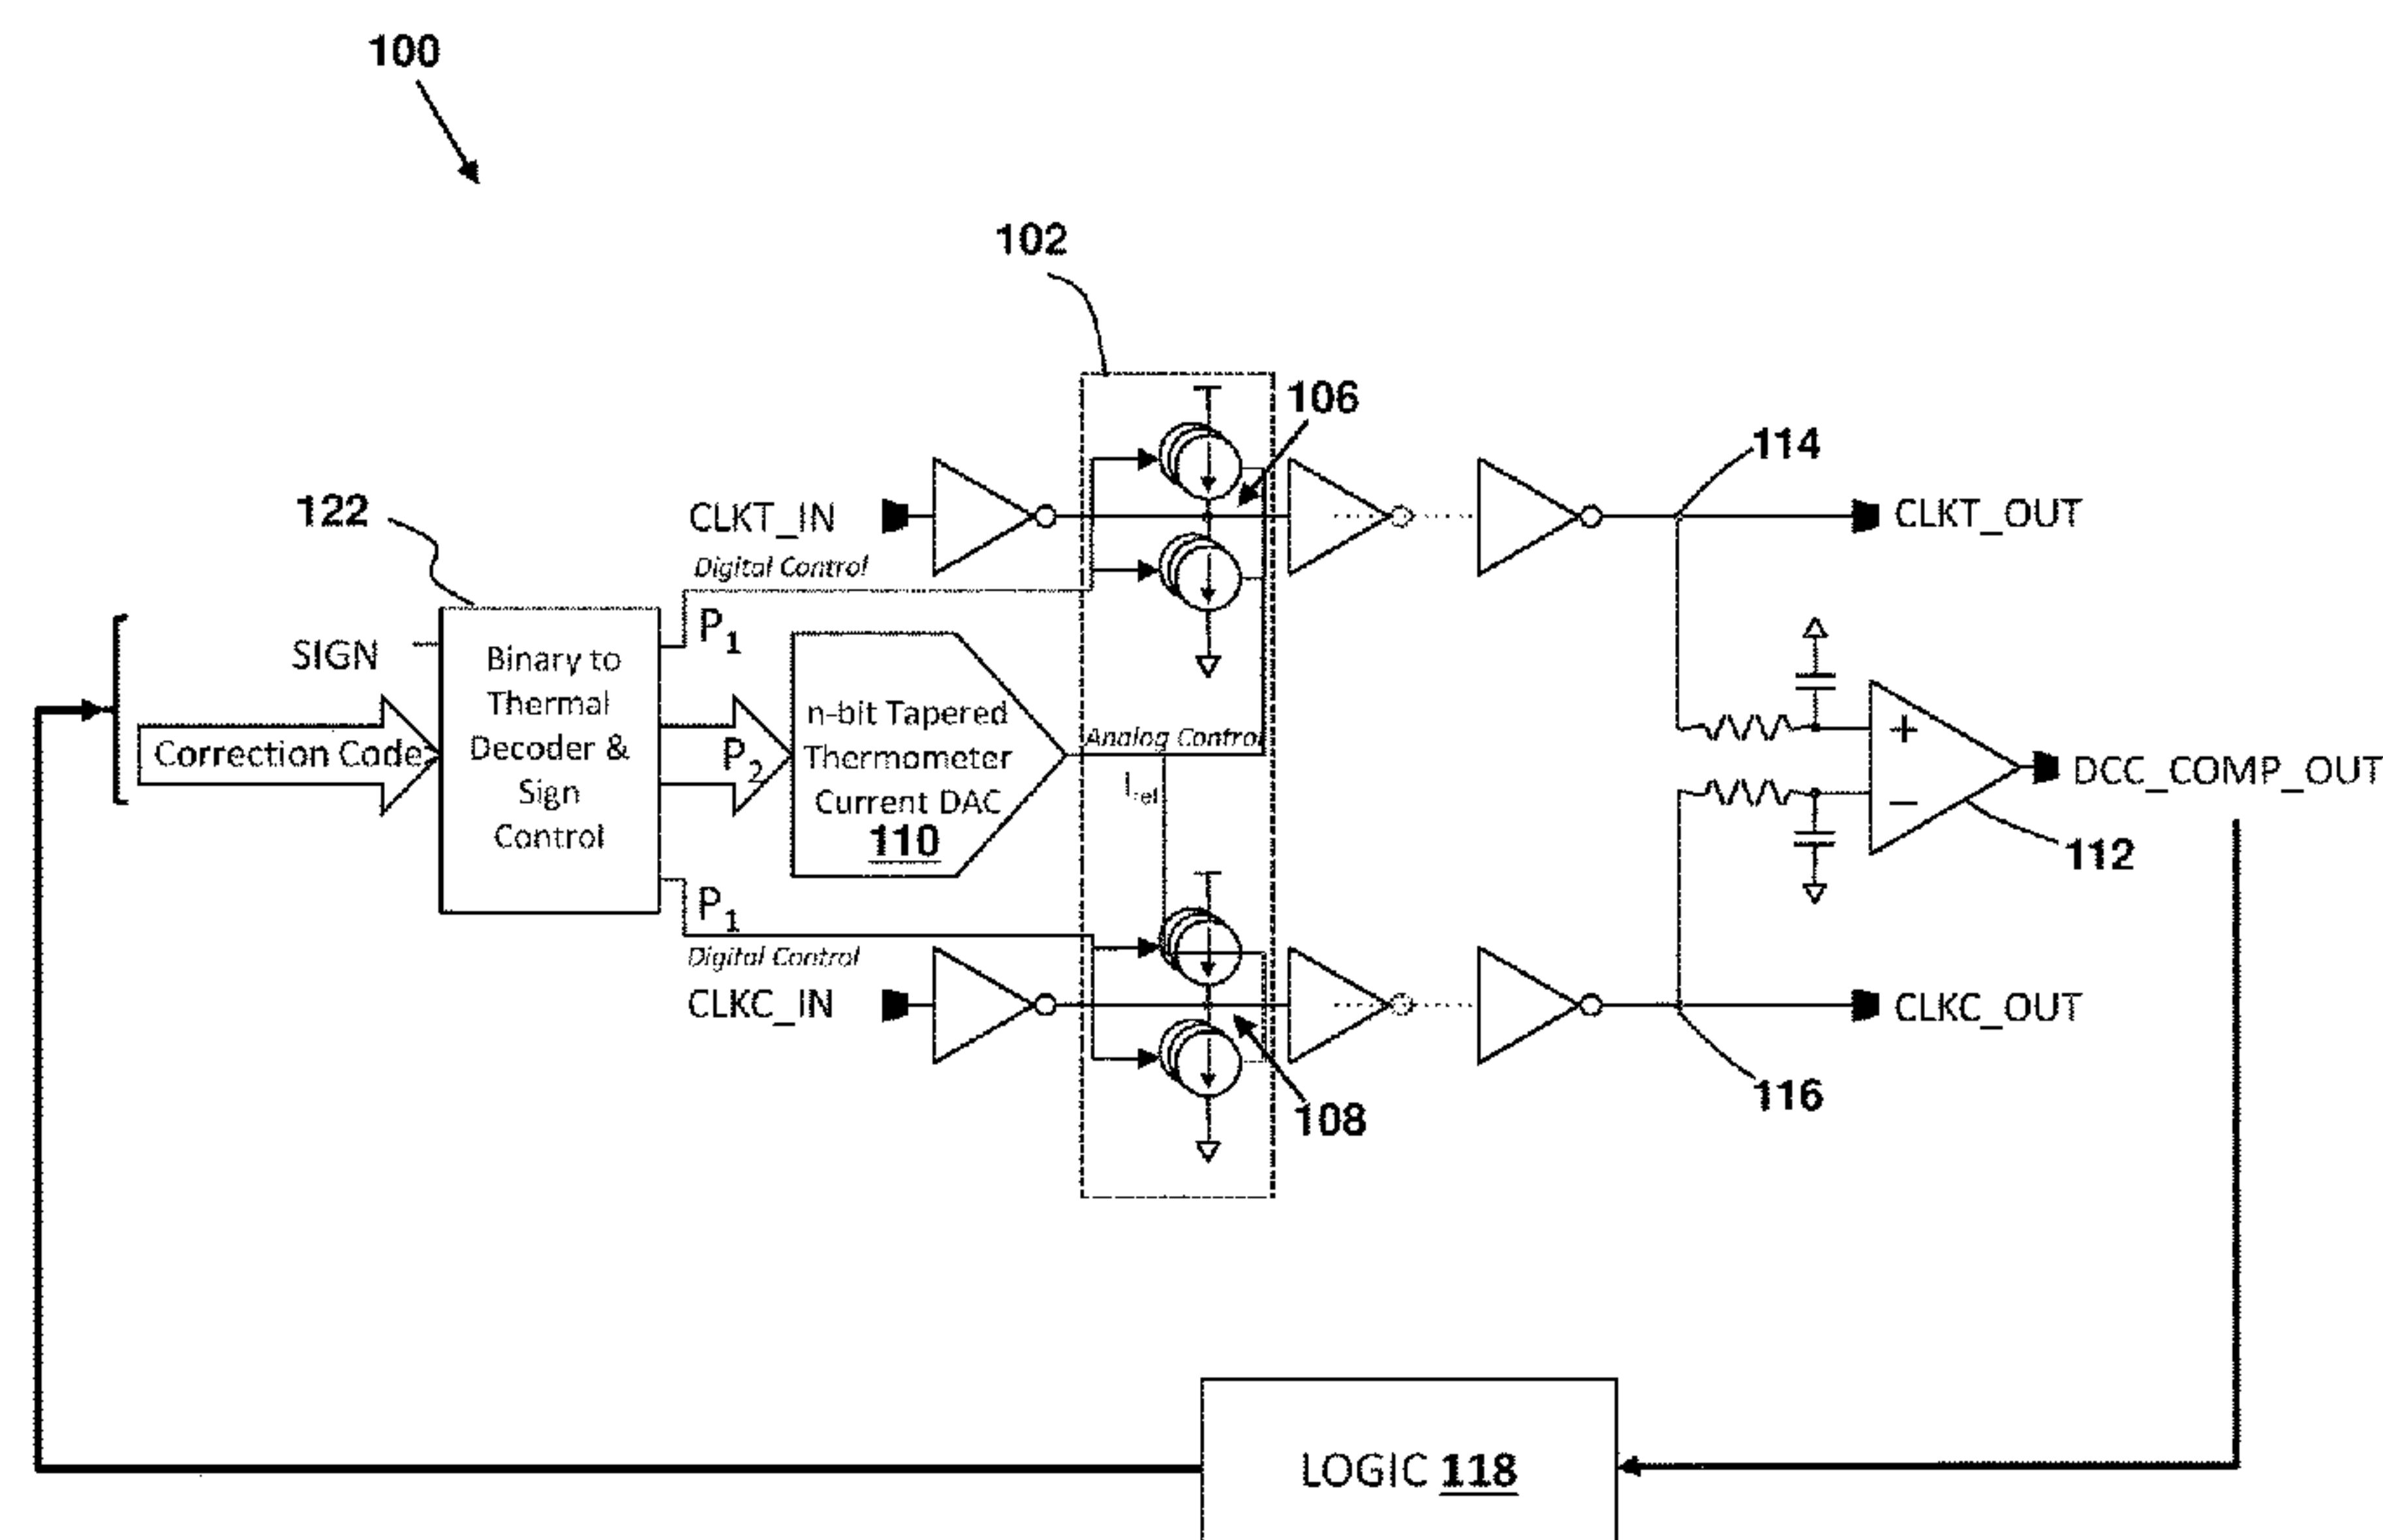 100
102
106
114
CLKT_IN
CLKT_OUT
122
Digital Control
P1
SIGN
Binary to
Thermal
Decoder &
Sign
Control
Correction Code
P2
n-bit Tapered
Thermometer
Current DAC
110
Analog Control
Iref
+
−
DCC_COMP_OUT
112
P1
Digital Control
CLKC_IN
CLKC_OUT
116
108
LOGIC 118